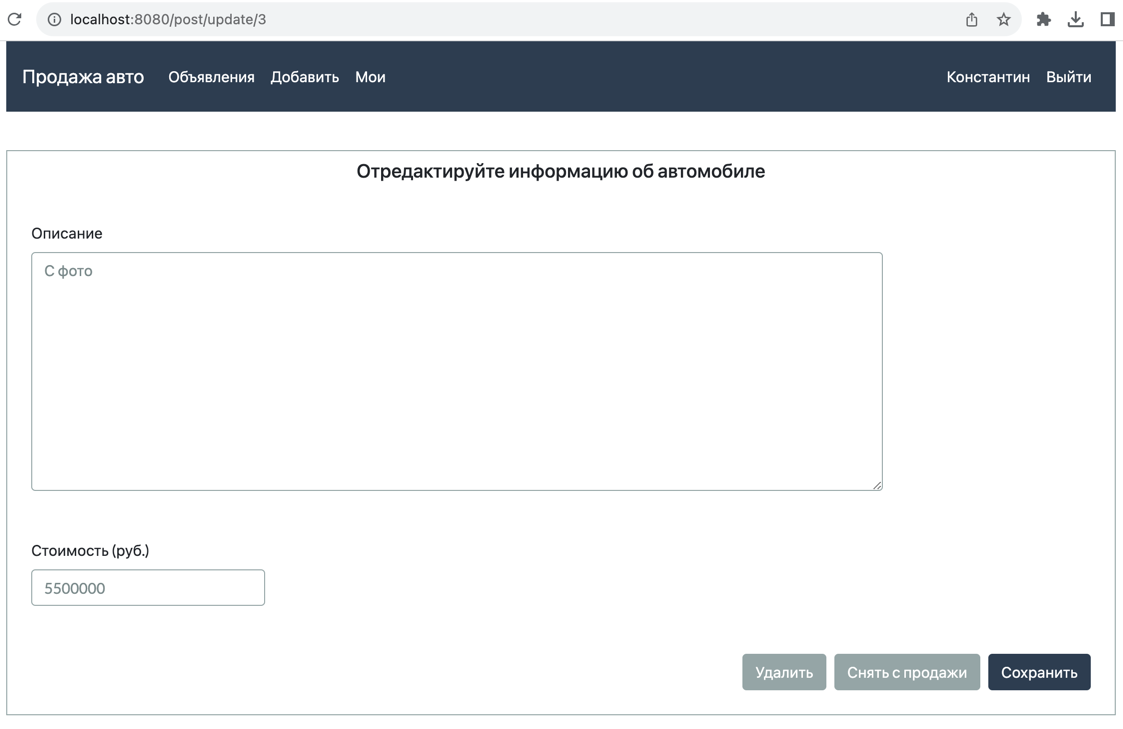 localhost:8080/post/update/3
Продажа авто Объявления Добавить Мои Константин Выйти
Отредактируйте информацию об автомобиле
Описание
С фото
Стоимость (руб.)
5500000
Удалить Снять с продажи Сохранить